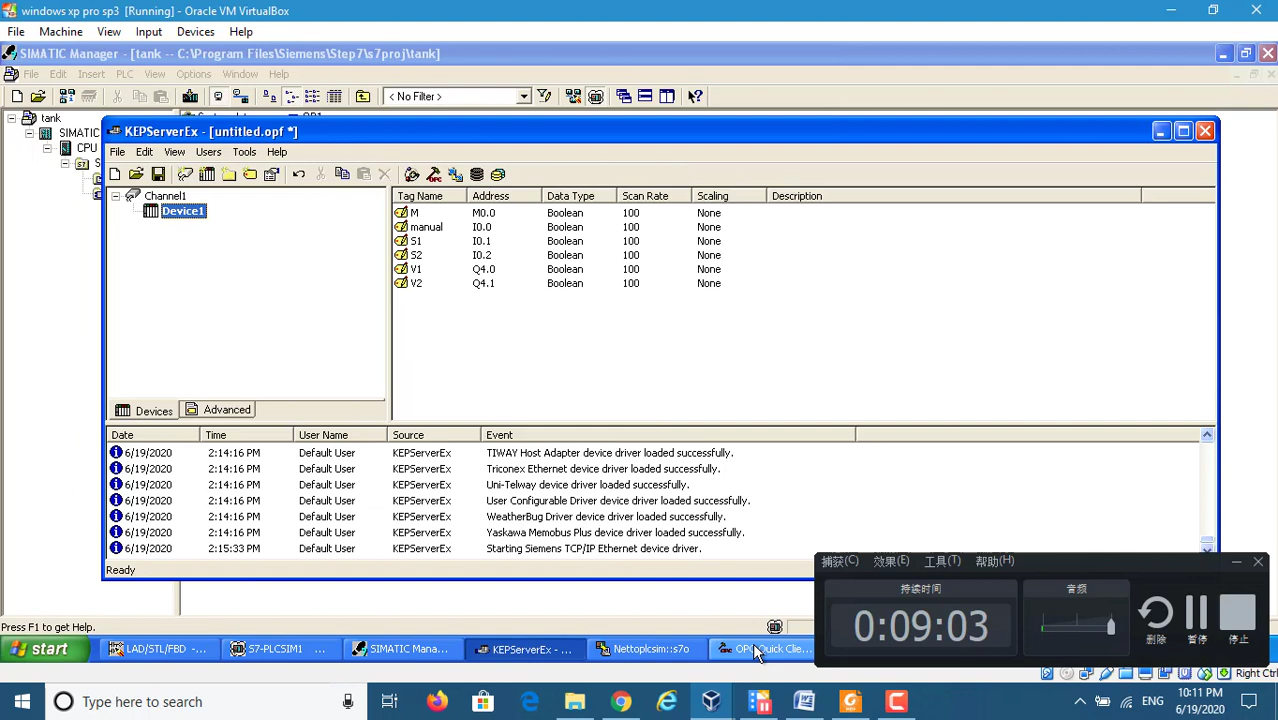 windows xp pro sp3 [Running] - Oracle VM VirtualBox
File Machine View Input Devices Help
SIMATIC Manager - [tank -- C:\Program Files\Siemens\Step7\s7proj\tank]
File Edit Insert PLC View Options Window Help
< No Filter >
tank
SIMATIC
CPU
S
KEPServerEx - [untitled.opf *]
File Edit View Users Tools Help
Channel1
Device1
Tag Name Address Data Type Scan Rate Scaling Description
M M0.0 Boolean 100 None
manual I0.0 Boolean 100 None
S1 I0.1 Boolean 100 None
S2 I0.2 Boolean 100 None
V1 Q4.0 Boolean 100 None
V2 Q4.1 Boolean 100 None
Devices Advanced
Date Time User Name Source Event
6/19/2020 2:14:16 PM Default User KEPServerEx TIWAY Host Adapter device driver loaded successfully.
6/19/2020 2:14:16 PM Default User KEPServerEx Triconex Ethernet device driver loaded successfully.
6/19/2020 2:14:16 PM Default User KEPServerEx Uni-Telway device driver loaded successfully.
6/19/2020 2:14:16 PM Default User KEPServerEx User Configurable Driver device driver loaded successfully.
6/19/2020 2:14:16 PM Default User KEPServerEx WeatherBug Driver device driver loaded successfully.
6/19/2020 2:14:16 PM Default User KEPServerEx Yaskawa Memobus Plus device driver loaded successfully.
6/19/2020 2:15:33 PM Default User KEPServerEx Starting Siemens TCP/IP Ethernet device driver.
Ready
捕获(C) 效果(E) 工具(T) 帮助(H)
持续时间 音频
0:09:03
删除 暂停 停止
Press F1 to get Help.
start LAD/STL/FBD - ... S7-PLCSIM1 ... SIMATIC Mana... KEPServerEx - ... Nettoplcsim::s7o OPC Quick Clie...
Right Ctrl
Type here to search
ENG
10:11 PM
6/19/2020